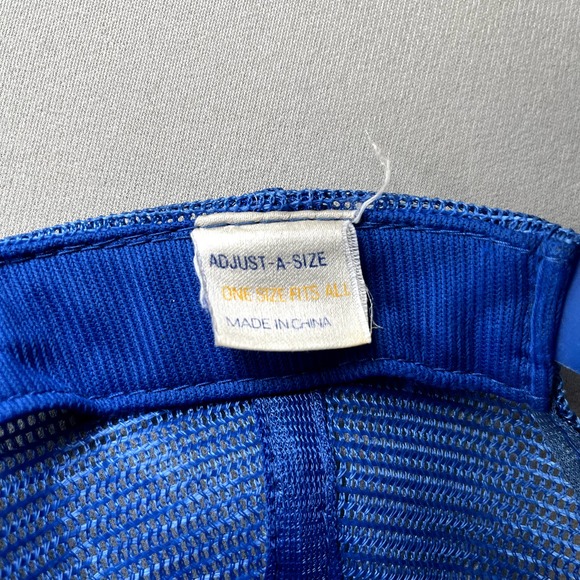 ADJUST-A-SIZE
ONE SIZE FITS ALL
MADE IN CHINA